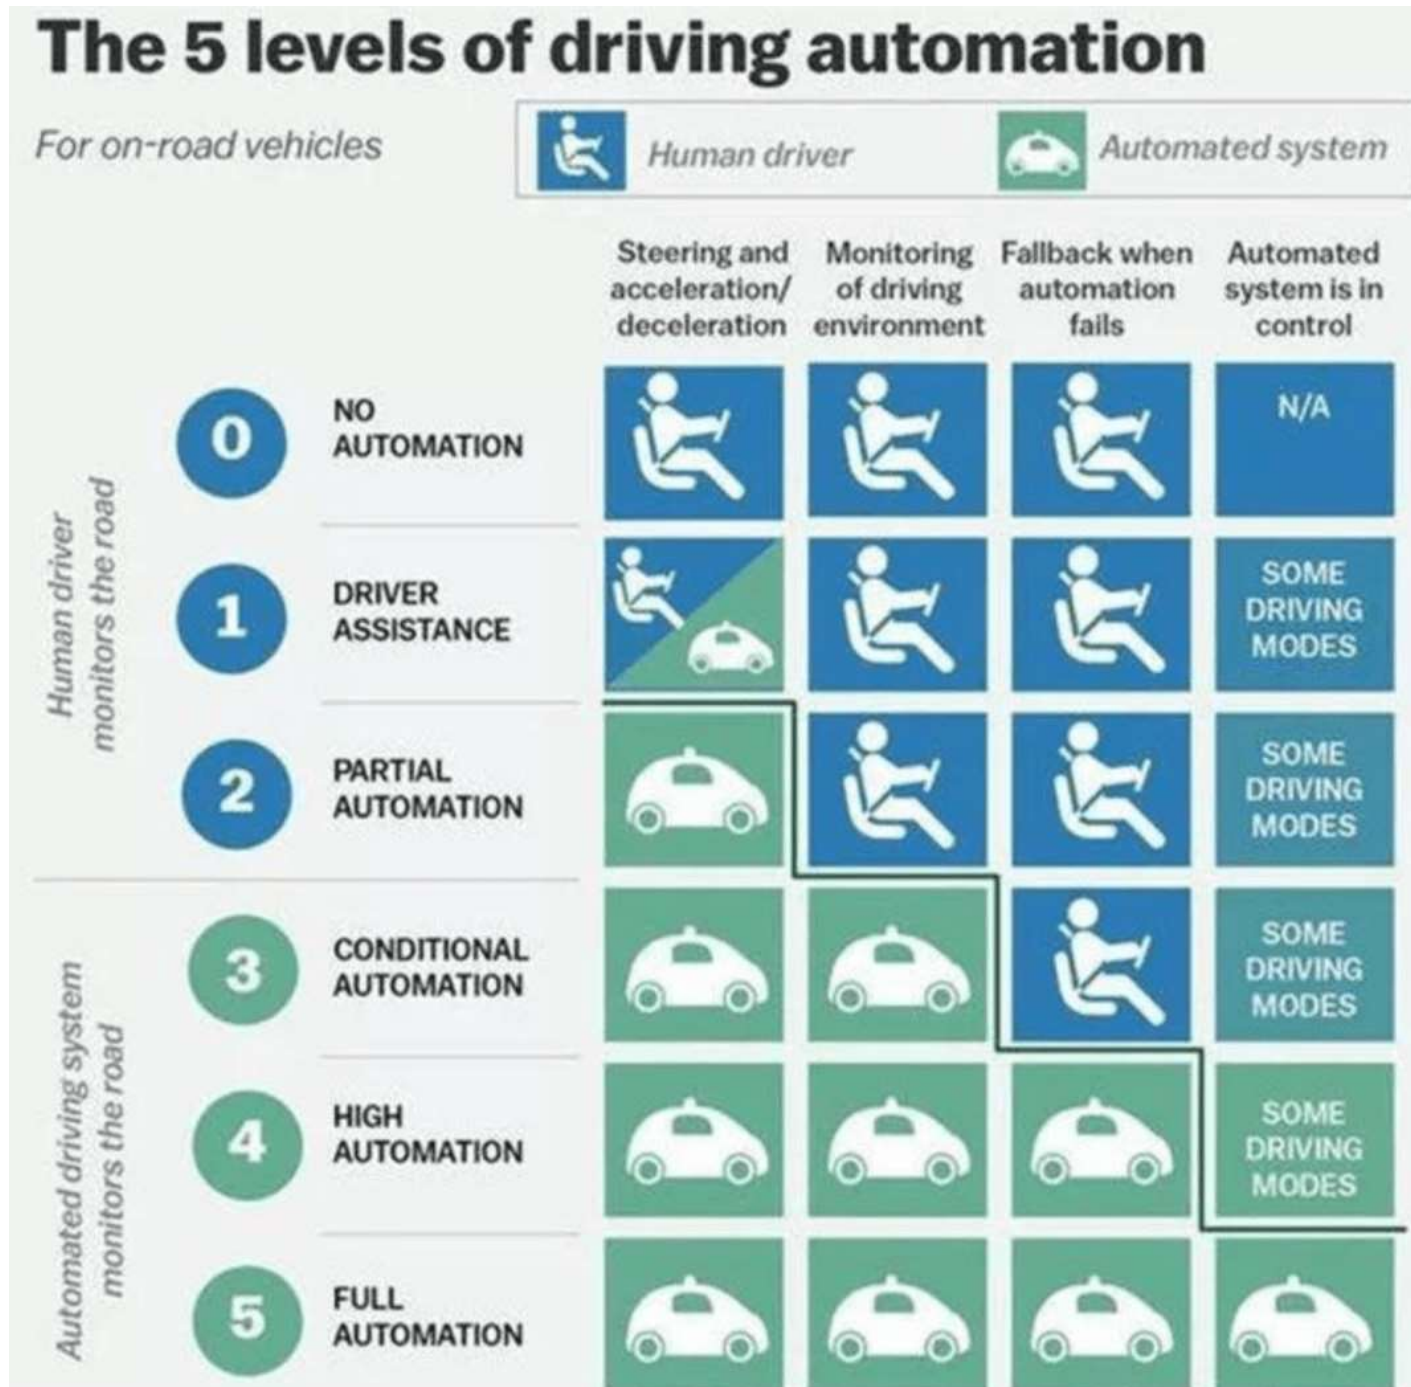 The 5 levels of driving automation
For on-road vehicles
Human driver
Automated system
Steering and
acceleration/
deceleration
Monitoring
of driving
environment
Fallback when
automation
fails
Automated
system is in
control
Human driver
monitors the road
0
NO
AUTOMATION
N/A
1
DRIVER
ASSISTANCE
SOME
DRIVING
MODES
2
PARTIAL
AUTOMATION
SOME
DRIVING
MODES
Automated driving system
monitors the road
3
CONDITIONAL
AUTOMATION
SOME
DRIVING
MODES
4
HIGH
AUTOMATION
SOME
DRIVING
MODES
5
FULL
AUTOMATION